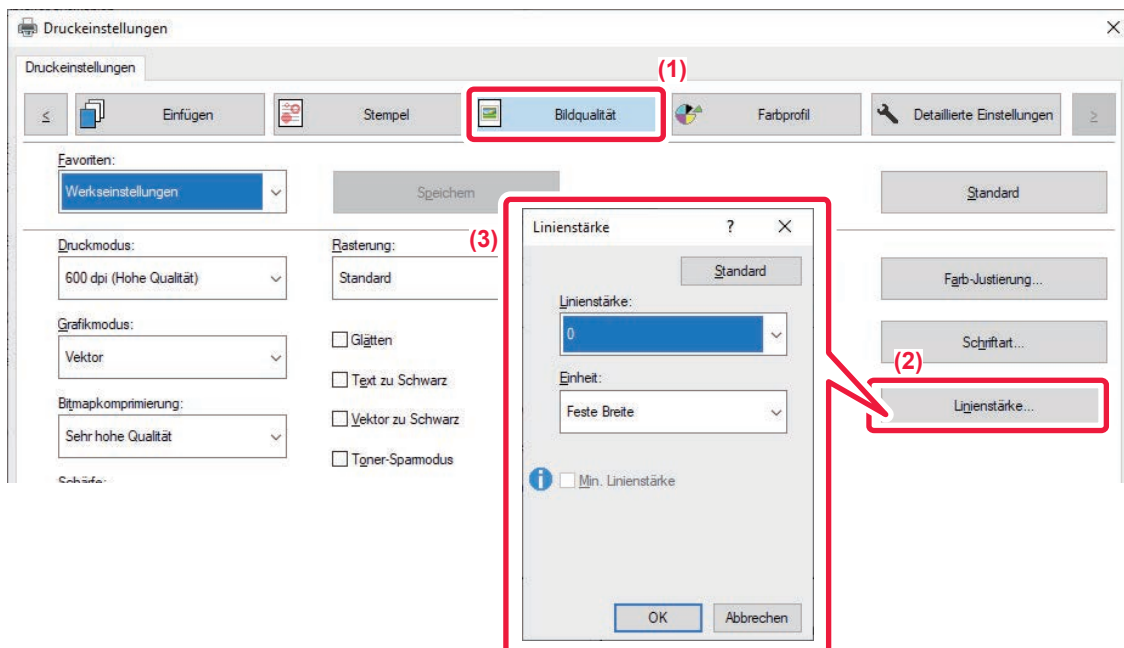 Druckeinstellungen
Druckeinstellungen
(1)
≤ Einfügen Stempel Bildqualität Farbprofil Detaillierte Einstellungen ≥
Favoriten:
Werkseinstellungen Speichern Standard
(3)
Linienstärke ?
Standard
Linienstärke:
0
Einheit:
Feste Breite
Min. Linienstärke
OK Abbrechen
Druckmodus: Rasterung:
600 dpi (Hohe Qualität) Standard Farb-Justierung...
Grafikmodus:
Vektor
Glätten
Schriftart...
Text zu Schwarz
(2)
Bitmapkomprimierung:
Sehr hohe Qualität
Vektor zu Schwarz
Linienstärke...
Toner-Sparmodus
Schärfe: